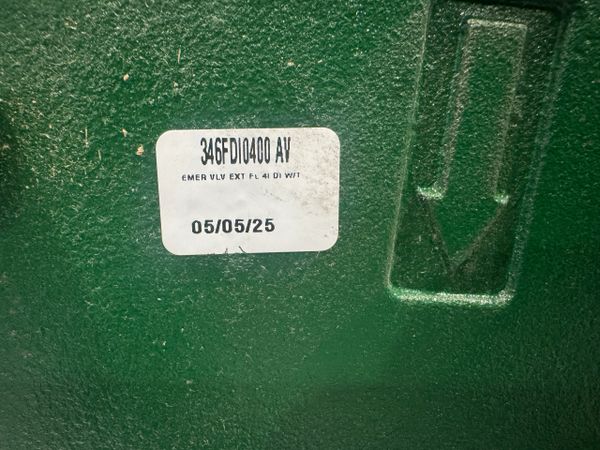 346FDI0400 AV
EMER VLV EXT FL 4I DI W/T
05/05/25